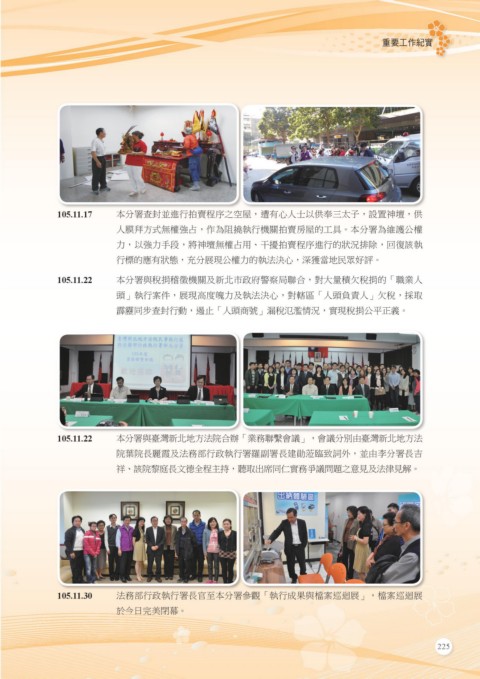 重要工作紀實
105.11.17 本分署查封並進行拍賣程序之空屋，遭有心人士以供奉三太子，設置神壇，供
人膜拜方式無權強占，作為阻撓執行機關拍賣房屋的工具。本分署為維護公權
力，以強力手段，將神壇無權占用、干擾拍賣程序進行的狀況排除，回復該執
行標的應有狀態，充分展現公權力的執法決心，深獲當地民眾好評。
105.11.22 本分署與稅捐稽徵機關及新北市政府警察局聯合，對大量積欠稅捐的「職業人
頭」執行案件，展現高度魄力及執法決心，對轄區「人頭負責人」欠稅，採取
霹靂同步查封行動，遏止「人頭商號」漏稅氾濫情況，實現稅捐公平正義。
105.11.22 本分署與臺灣新北地方法院合辦「業務聯繫會議」，會議分別由臺灣新北地方法
院葉院長麗霞及法務部行政執行署羅副署長建勛蒞臨致詞外，並由李分署長吉
祥、該院黎庭長文德全程主持，聽取出席同仁實務爭議問題之意見及法律見解。
105.11.30 法務部行政執行署長官至本分署參觀「執行成果與檔案巡迴展」，檔案巡迴展
於今日完美閉幕。
225